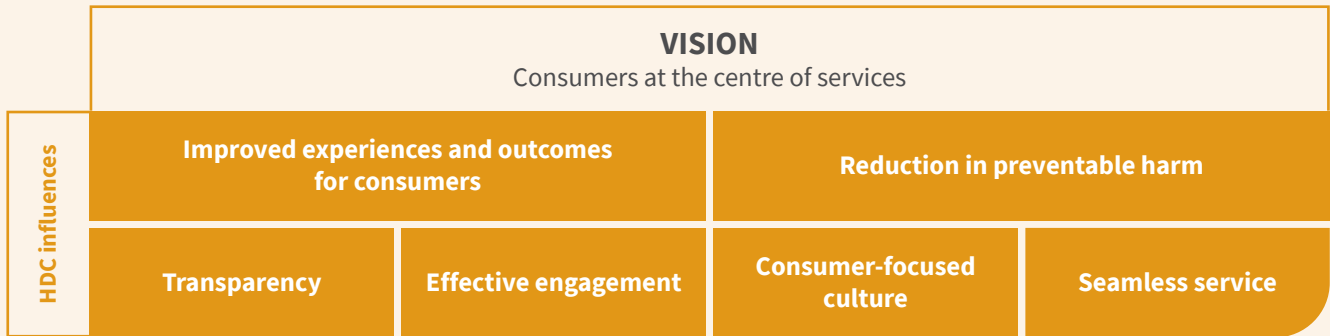 VISION
Consumers at the centre of services
HDC influences
Improved experiences and outcomes
for consumers
Reduction in preventable harm
Transparency
Effective engagement
Consumer-focused
culture
Seamless service